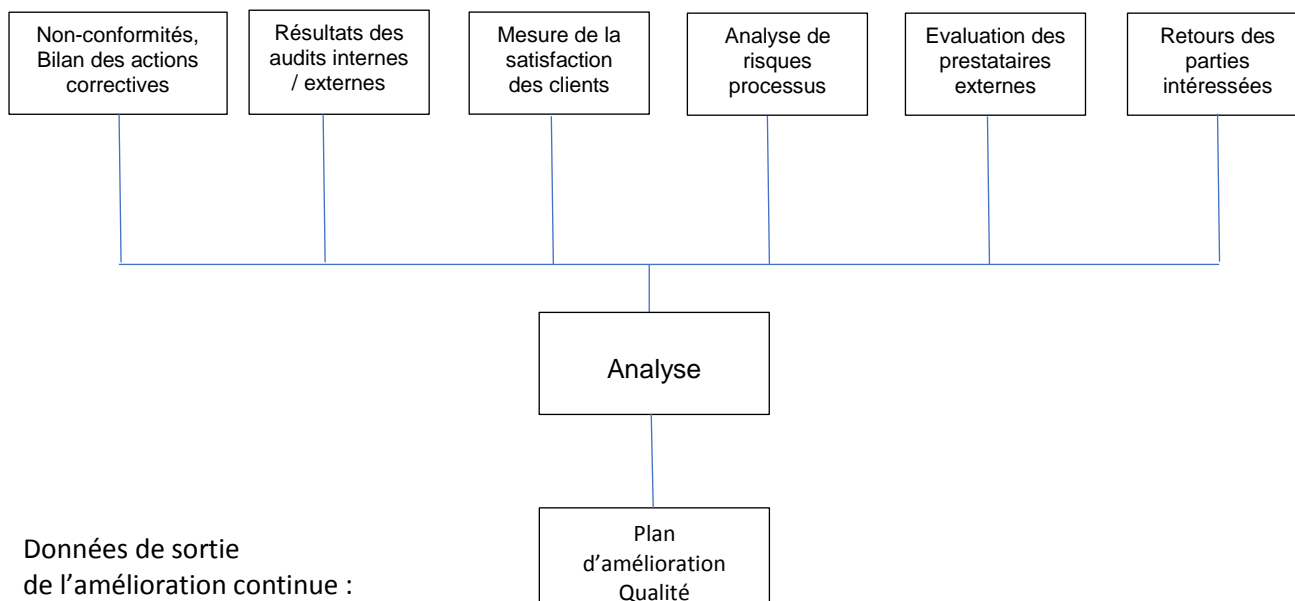 Non-conformités,
Bilan des actions
correctives
Résultats des
audits internes
/ externes
Mesure de la
satisfaction
des clients
Analyse de
risques
processus
Evaluation des
prestataires
externes
Retours des
parties
intéressées
Analyse
Plan
d’amélioration
Qualité
Données de sortie
de l’amélioration continue :